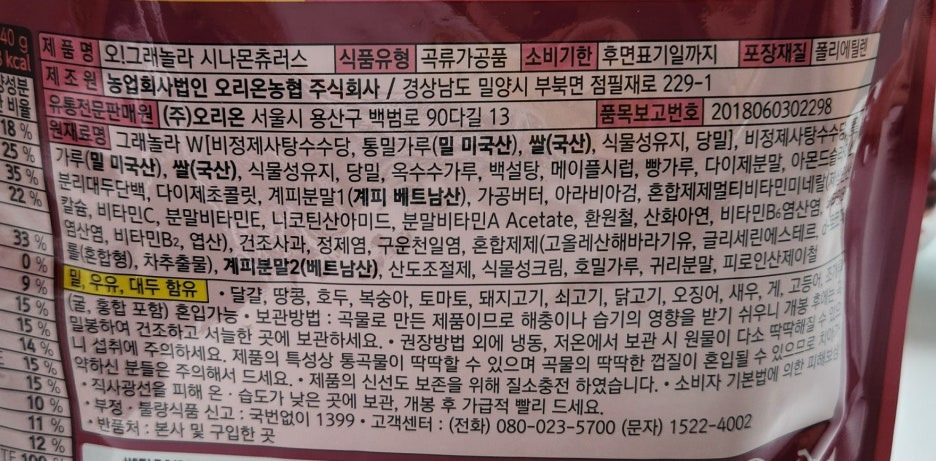 40 g
kcal
성분
비율
18 %
25 %
35 %
22 %
33 %
0 %
9 %
15 %
15 %
14 %
15 %
15 %
10 %
11 %
12 %
제 품 명 오!그래놀라 시나몬츄러스 식품유형 곡류가공품 소비기한 후면표기일까지 포장재질 폴리에틸렌
제 조 원 농업회사법인 오리온농협 주식회사 / 경상남도 밀양시 부북면 점필재로 229-1
유통전문판매원 (주)오리온 서울시 용산구 백범로 90다길 13 품목보고번호 2018060302298
원재료명 그래놀라 W[비정제사탕수수당, 통밀가루(밀 미국산), 쌀(국산), 식물성유지, 당밀], 비정제사탕수수
가루(밀 미국산), 쌀(국산), 식물성유지, 당밀, 옥수수가루, 백설탕, 메이플시럽, 빵가루, 다이제분말, 아몬드
분리대두단백, 다이제초콜릿, 계피분말1(계피 베트남산), 가공버터, 아라비아검, 혼합제제멀티비타민미네랄
칼슘, 비타민C, 분말비타민E, 니코틴산아미드, 분말비타민A Acetate, 환원철, 산화아연, 비타민B₆염산염,
염산염, 비타민B₂, 엽산), 건조사과, 정제염, 구운천일염, 혼합제제(고올레산해바라기유, 글리세린에스테르,
톨(혼합형), 차추출물), 계피분말2(베트남산), 산도조절제, 식물성크림, 호밀가루, 귀리분말, 피로인산제이철
밀, 우유, 대두 함유 • 달걀, 땅콩, 호두, 복숭아, 토마토, 돼지고기, 쇠고기, 닭고기, 오징어, 새우, 게, 고등어,
(굴, 홍합 포함) 혼입가능 • 보관방법 : 곡물로 만든 제품이므로 해충이나 습기의 영향을 받기 쉬우니 개봉
밀봉하여 건조하고 서늘한 곳에 보관하세요. • 권장방법 외에 냉동, 저온에서 보관 시 원물이 다소 딱딱해질 수
니 섭취에 주의하세요. 제품의 특성상 통곡물이 딱딱할 수 있으며 곡물의 딱딱한 껍질이 혼입될 수 있으므로
약하신 분들은 주의해서 드세요. • 제품의 신선도 보존을 위해 질소충전 하였습니다. • 소비자 기본법에 의한
• 직사광선을 피해 온 · 습도가 낮은 곳에 보관, 개봉 후 가급적 빨리 드세요.
• 부정 · 불량식품 신고 : 국번없이 1399 • 고객센터 : (전화) 080-023-5700 (문자) 1522-4002
• 반품처 : 본사 및 구입한 곳